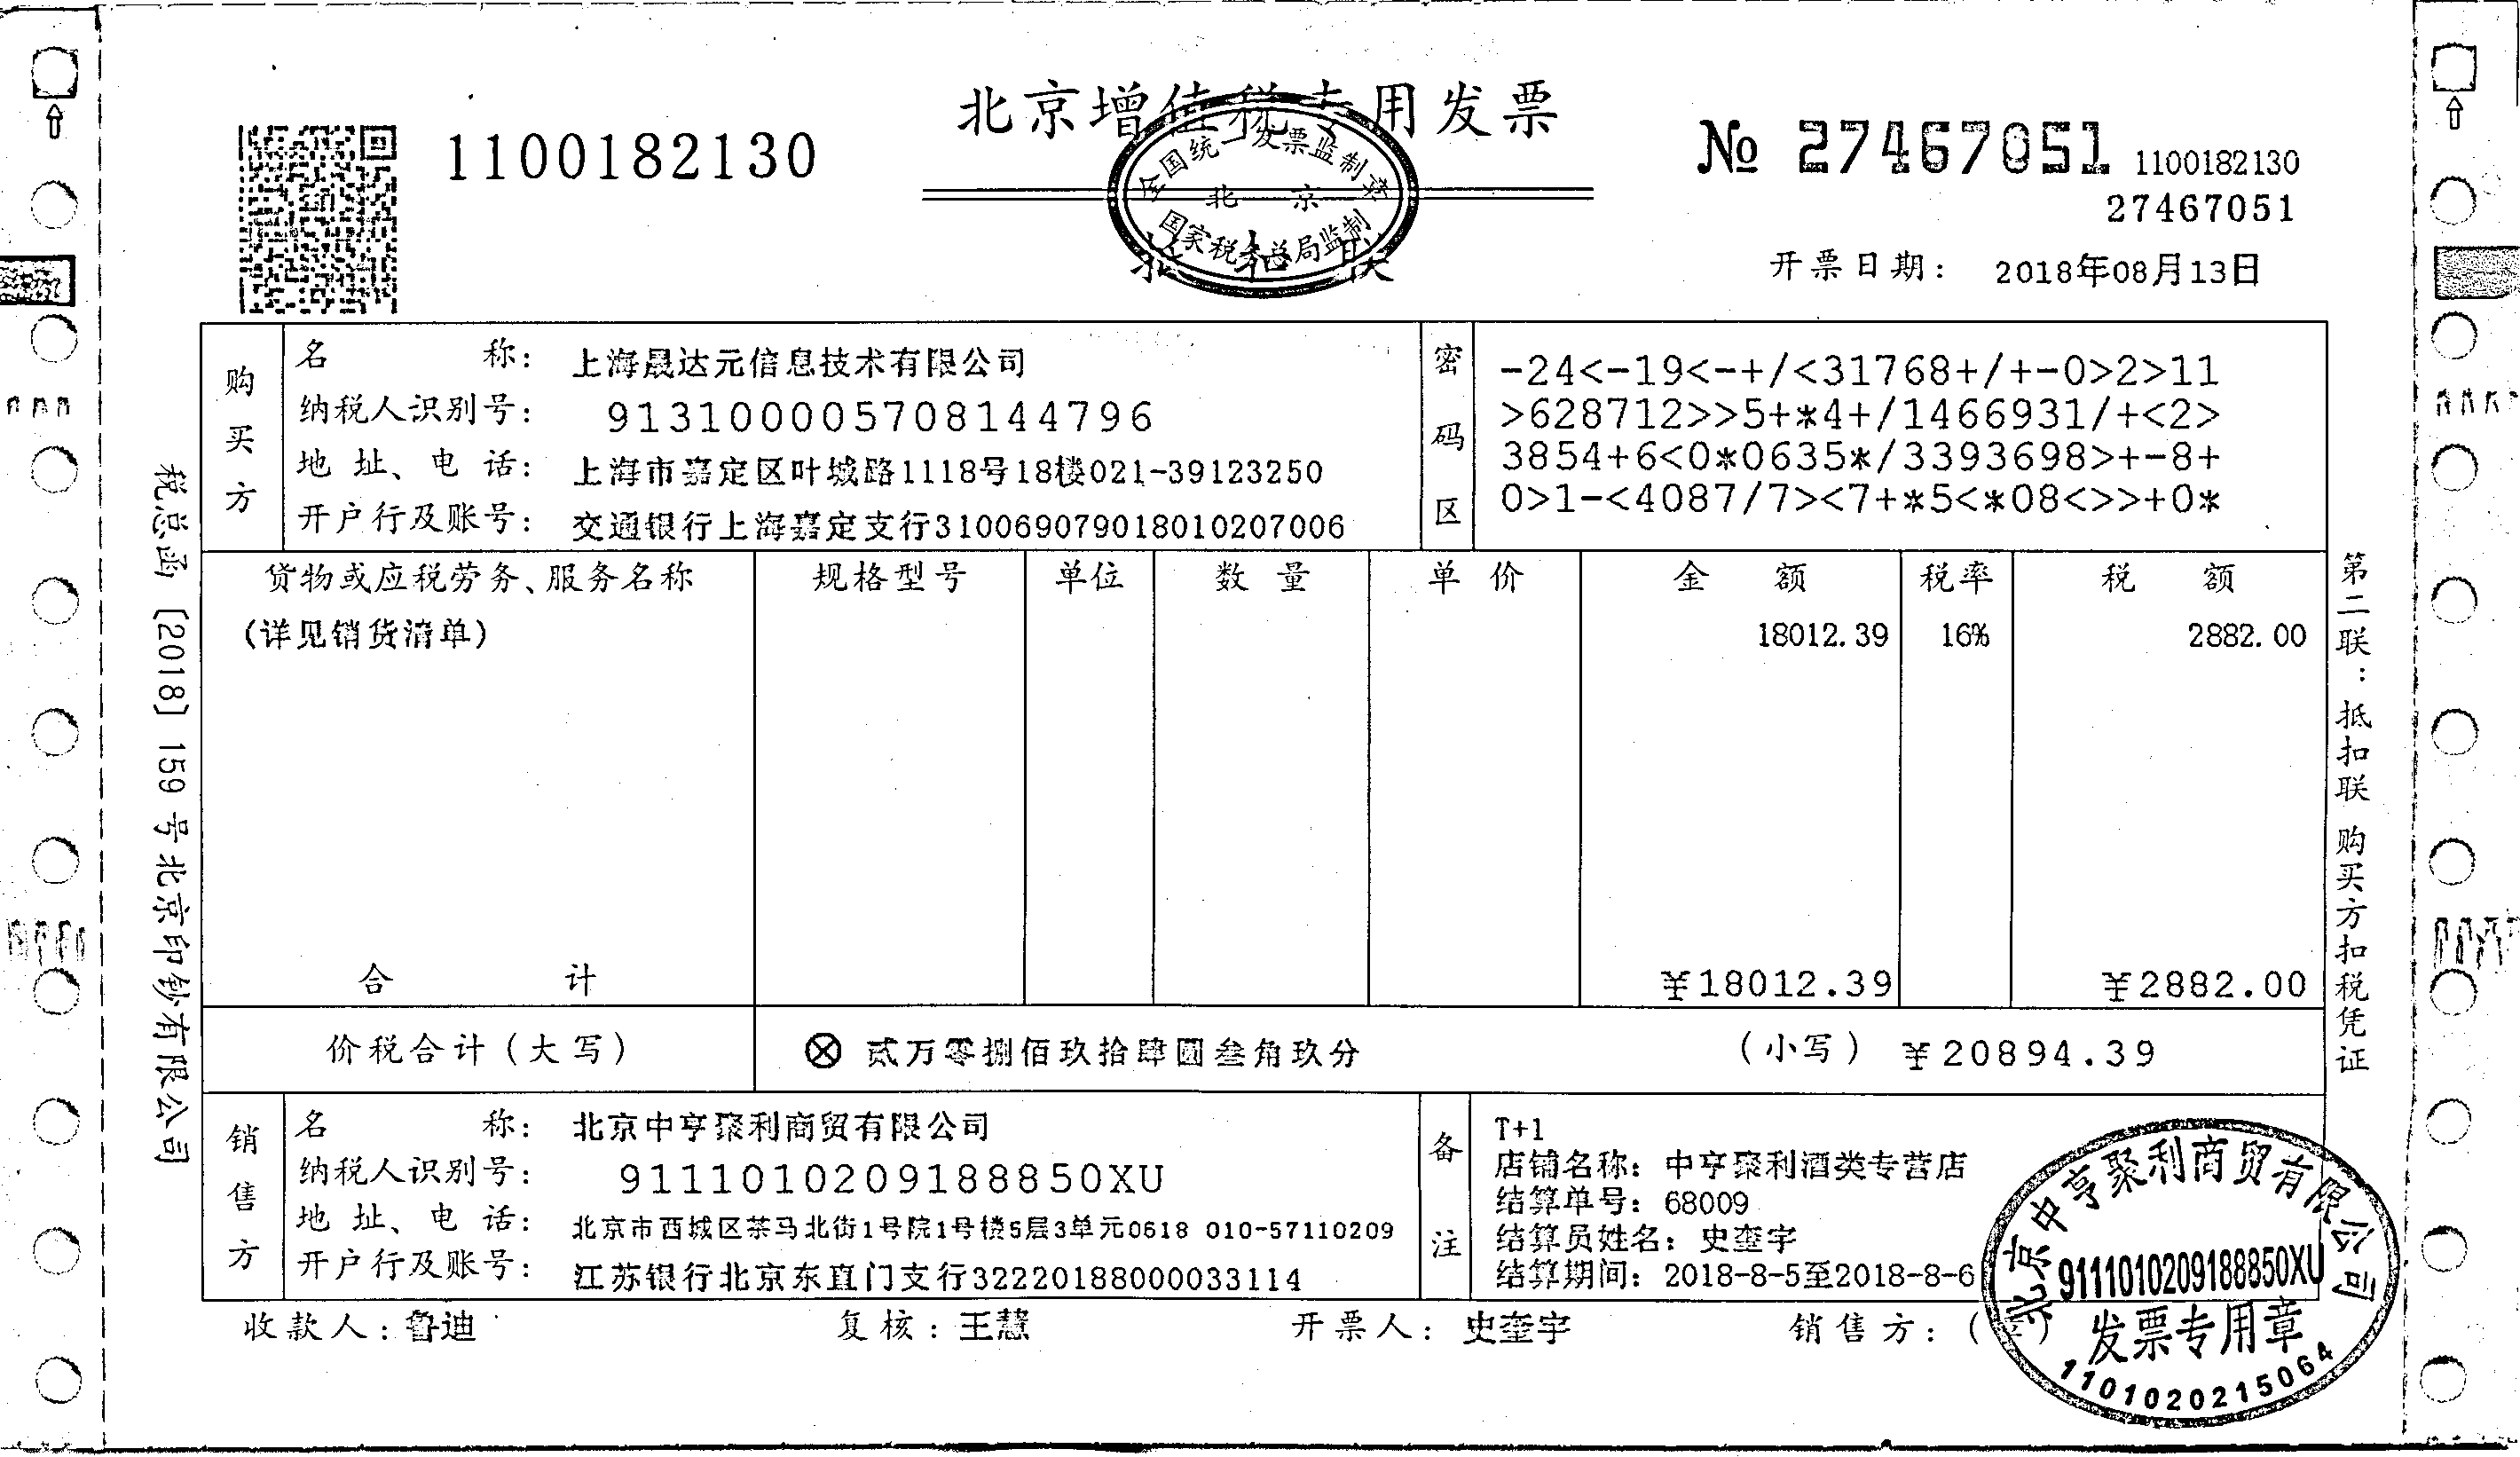 北京增值税专用发票
1100182130
№ 27467051
1100182130
27467051
全国统一发票监制章
北京
国家税务总局监制
抵扣联
开票日期： 2018年08月13日
购买方
名 称： 上海晟达元信息技术有限公司
纳税人识别号： 913100005708144796
地 址、电 话： 上海市嘉定区叶城路1118号18楼021-39123250
开户行及账号： 交通银行上海嘉定支行310069079018010207006
密码区
-24<-19<-+/<31768+/+-0>2>11
>628712>>5+*4+/1466931/+<2>
3854+6<0*0635*/3393698>+-8+
0>1-<4087/7><7+*5<*08<>>+0*
货物或应税劳务、服务名称 规格型号 单位 数 量 单 价 金 额 税率 税 额
(详见销货清单) 18012.39 16% 2882.00
合 计 ¥18012.39 ¥2882.00
价税合计（大写） ⊗ 贰万零捌佰玖拾肆圆叁角玖分 （小写） ¥20894.39
销售方
名 称： 北京中亨聚利商贸有限公司
纳税人识别号： 9111010209188850XU
地 址、电 话： 北京市西城区茶马北街1号院1号楼5层3单元0618 010-57110209
开户行及账号： 江苏银行北京东直门支行32220188000033114
备注
T+1
店铺名称：中亨聚利酒类专营店
结算单号：68009
结算员姓名：史莶宇
结算期间：2018-8-5至2018-8-6
收款人：鲁迪 复核：王慧 开票人：史莶宇 销售方：（章）
北京中亨聚利商贸有限公司
9111010209188850XU
发票专用章
1101020215064
税总函〔2018〕159号北京印钞有限公司
第二联：抵扣联 购买方扣税凭证